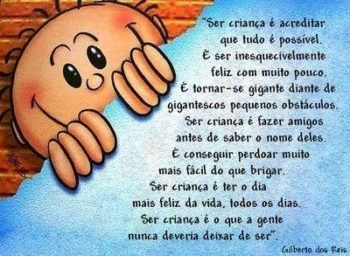 "Ser criança é acreditar
que tudo é possível.
É ser inesquecivelmente
feliz com muito pouco.
É tornar-se gigante diante de
gigantescos pequenos obstáculos.
Ser criança é fazer amigos
antes de saber o nome deles.
É conseguir perdoar muito
mais fácil do que brigar.
Ser criança é ter o dia
mais feliz da vida, todos os dias.
Ser criança é o que a gente
nunca deveria deixar de ser".
Gilberto dos Reis